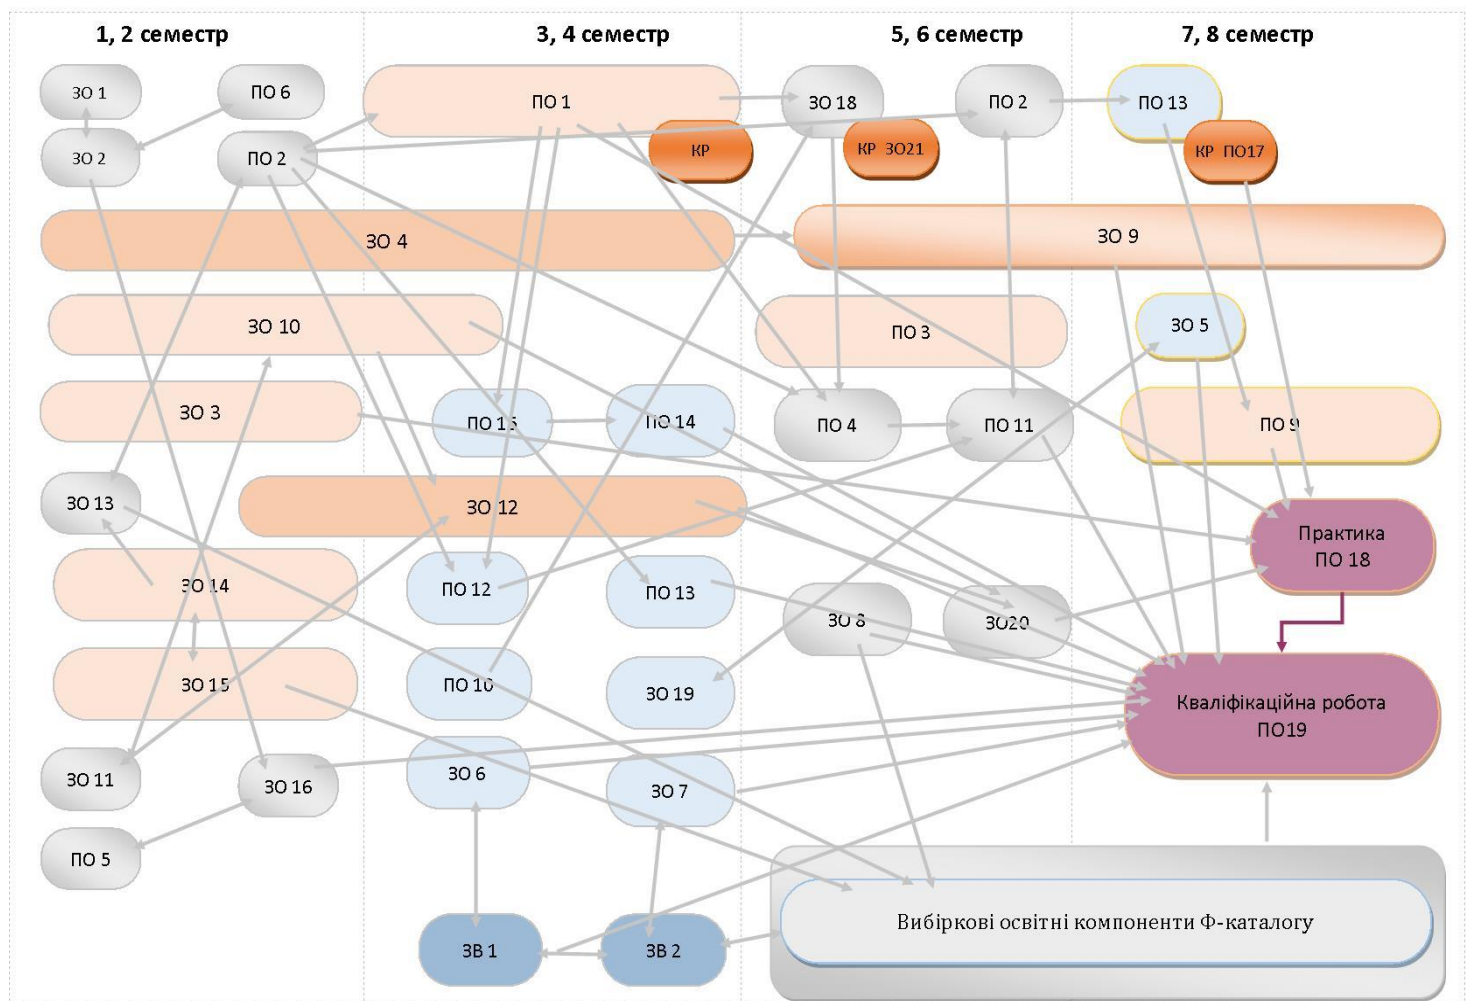 1, 2 семестр
3, 4 семестр
5, 6 семестр
7, 8 семестр
ЗО 1
ПО 6
ПО 1
ЗО 18
ПО 2
ПО 13
ЗО 2
ПО 2
КР
КР ЗО21
КР ПО17
ЗО 4
ЗО 9
ЗО 10
ПО 3
ЗО 5
ЗО 3
ПО 15
ПО 14
ПО 4
ПО 11
ПО 9
ЗО 13
ЗО 12
Практика
ПО 18
ЗО 14
ПО 12
ПО 13
ЗО 8
ЗО20
ЗО 15
ПО 10
ЗО 19
Кваліфікаційна робота
ПО19
ЗО 11
ЗО 16
ЗО 6
ЗО 7
ПО 5
ЗВ 1
ЗВ 2
Вибіркові освітні компоненти Ф-каталогу